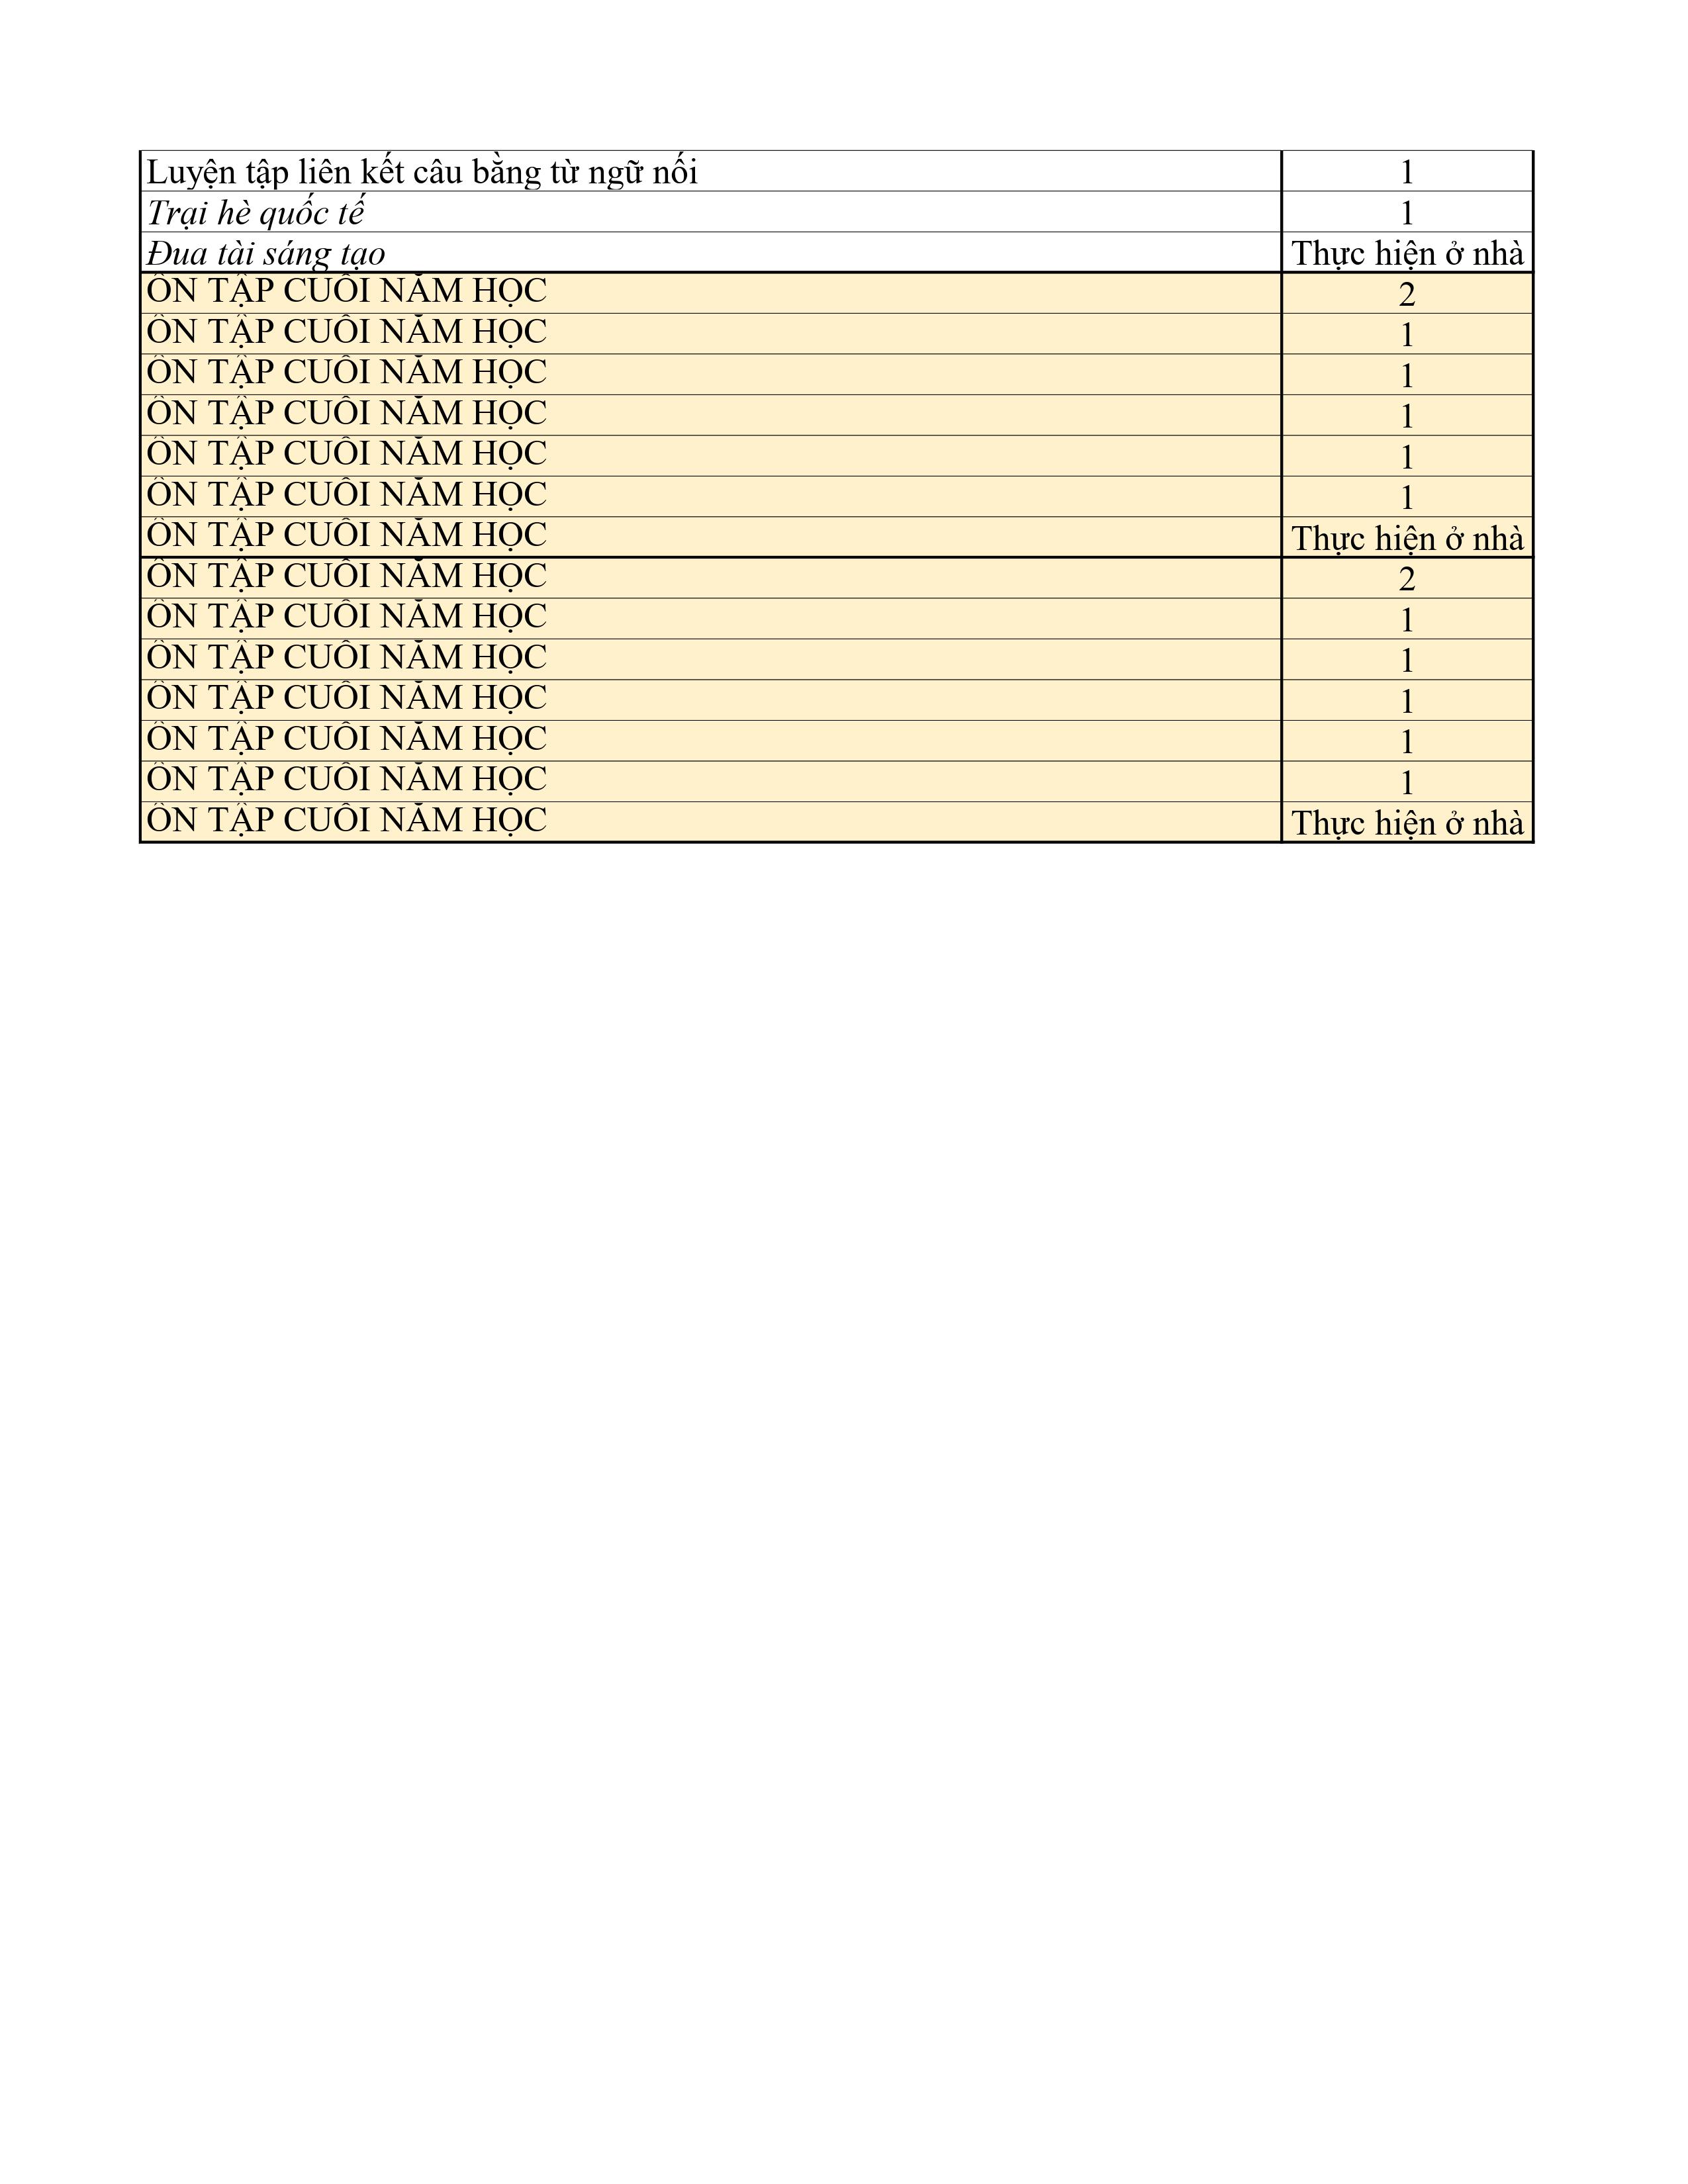 Luyện tập liên kết câu bằng từ ngữ nối 1
Trại hè quốc tế 1
Đua tài sáng tạo Thực hiện ở nhà
ÔN TẬP CUỐI NĂM HỌC 2
ÔN TẬP CUỐI NĂM HỌC 1
ÔN TẬP CUỐI NĂM HỌC 1
ÔN TẬP CUỐI NĂM HỌC 1
ÔN TẬP CUỐI NĂM HỌC 1
ÔN TẬP CUỐI NĂM HỌC 1
ÔN TẬP CUỐI NĂM HỌC Thực hiện ở nhà
ÔN TẬP CUỐI NĂM HỌC 2
ÔN TẬP CUỐI NĂM HỌC 1
ÔN TẬP CUỐI NĂM HỌC 1
ÔN TẬP CUỐI NĂM HỌC 1
ÔN TẬP CUỐI NĂM HỌC 1
ÔN TẬP CUỐI NĂM HỌC 1
ÔN TẬP CUỐI NĂM HỌC Thực hiện ở nhà